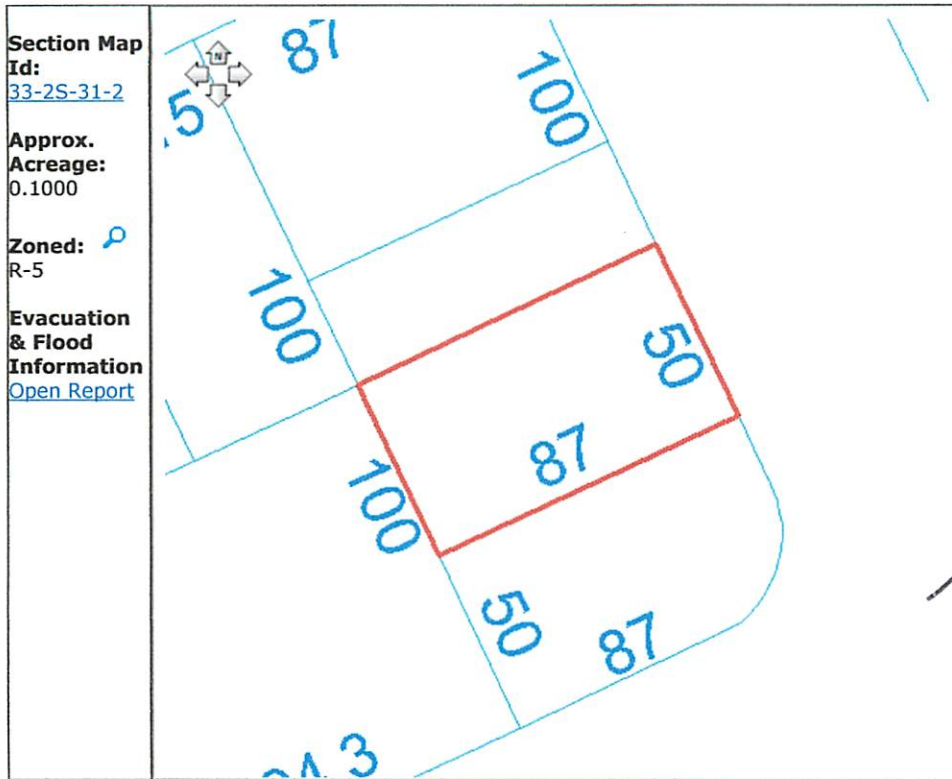 Section Map
Id:
33-2S-31-2
Approx.
Acreage:
0.1000
Zoned:
R-5
Evacuation
& Flood
Information
Open Report
N
87
100
.5
100
50
87
100
50
87